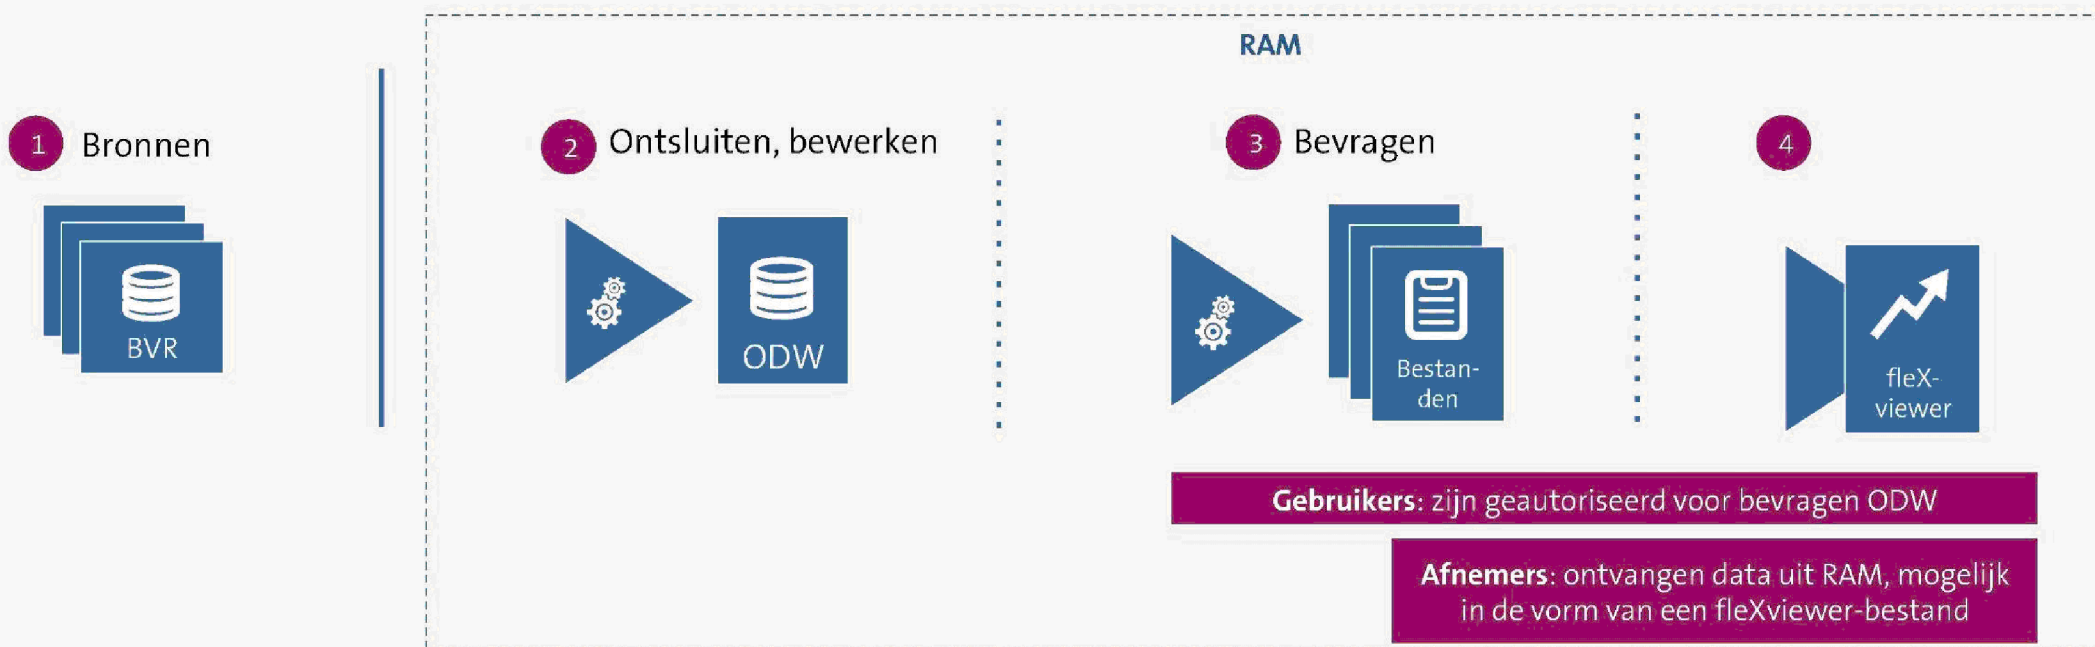 RAM
1 Bronnen
2 Ontsluiten, bewerken
3 Bevragen
4
BVR
ODW
Bestan-
den
fleX-
viewer
Gebruikers: zijn geautoriseerd voor bevragen ODW
Afnemers: ontvangen data uit RAM, mogelijk
in de vorm van een fleXviewer-bestand